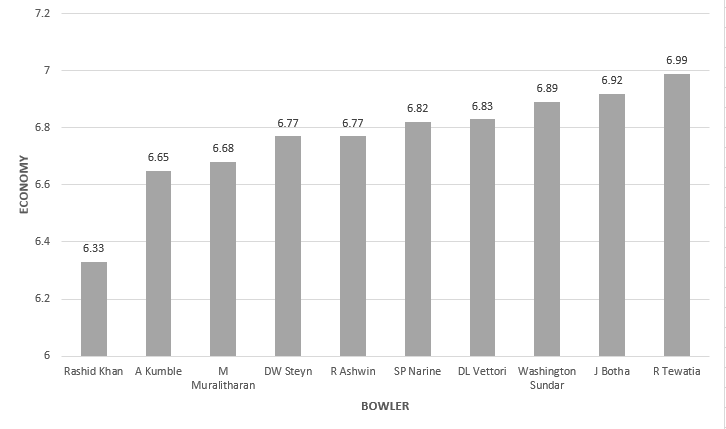 7.2
7
6.8
6.6
6.4
6.2
6
ECONOMY
6.33
6.65
6.68
6.77
6.77
6.82
6.83
6.89
6.92
6.99
Rashid Khan
A Kumble
M
Muralitharan
DW Steyn
R Ashwin
SP Narine
DL Vettori
Washington
Sundar
J Botha
R Tewatia
BOWLER